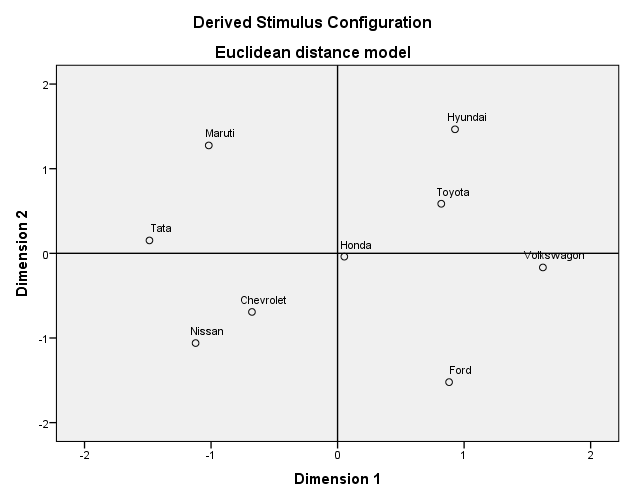 Derived Stimulus Configuration
Euclidean distance model
2
Hyundai
Maruti
1
Toyota
Tata
Honda
0
Volkswagon
Dimension 2
Chevrolet
Nissan
-1
Ford
-2
-2 -1 0 1 2
Dimension 1